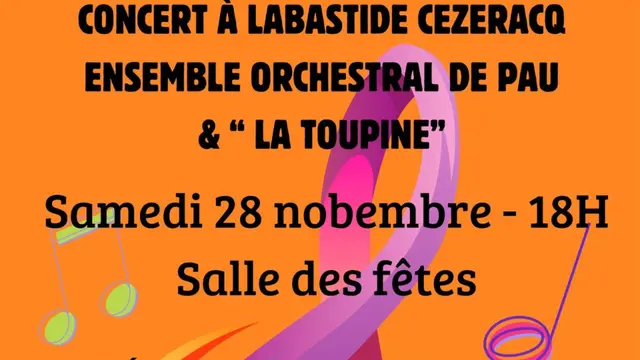 CONCERT À LABASTIDE CEZERACQ
ENSEMBLE ORCHESTRAL DE PAU
& “ LA TOUPINE”
Samedi 28 nobembre - 18H
Salle des fêtes